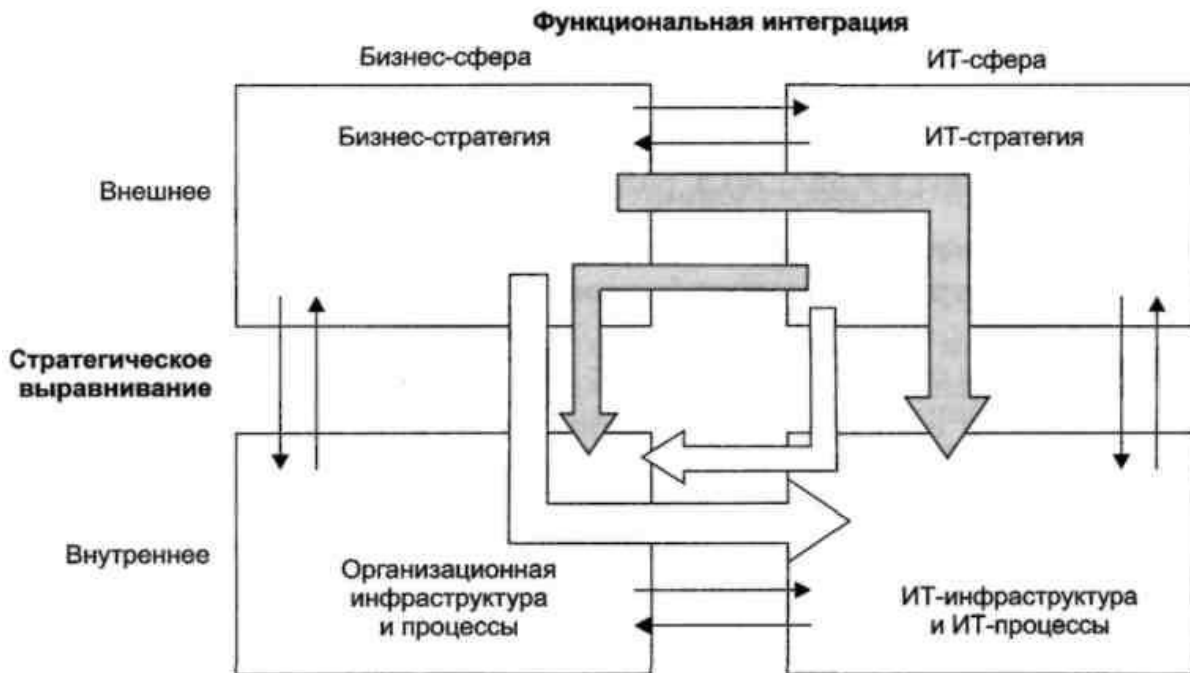 Функциональная интеграция
Бизнес-сфера
ИТ-сфера
Бизнес-стратегия
ИТ-стратегия
Внешнее
Стратегическое
выравнивание
Внутреннее
Организационная
инфраструктура
и процессы
ИТ-инфраструктура
и ИТ-процессы